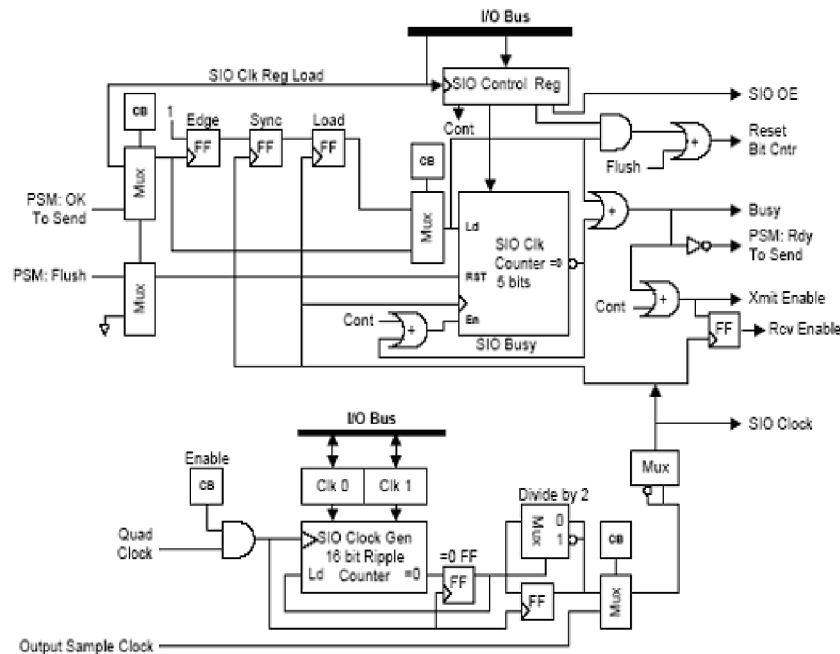 I/O Bus
SIO Clk Reg Load
SIO Control Reg
SIO OE
CB
1
Edge
Sync
Load
Cont
FF
FF
FF
CB
+
Reset
Bit Cntr
Flush
Mux
PSM: OK
To Send
Mux
Ld
SIO Clk
Counter =0
5 bits
+
Busy
PSM: Rdy
To Send
PSM: Flush
Mux
RST
Cont
+
Xmit Enable
Cont
+
En
FF
Rcv Enable
SIO Busy
I/O Bus
SIO Clock
Enable
CB
Clk 0
Clk 1
Mux
Divide by 2
Mux
0
1
CB
Quad
Clock
SIO Clock Gen
16 bit Ripple
Counter
=0
Ld
=0 FF
FF
FF
Mux
Output Sample Clock